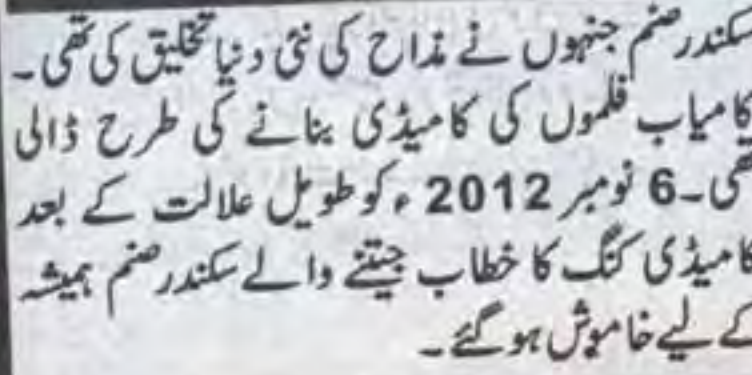 سکندر صنم جنہوں نے مذاح کی نئی دنیا تخلیق کی تھی۔
کامیاب فلموں کی کامیڈی بنانے کی طرح ڈالی
تھی۔ 6 نومبر 2012ء کو طویل علالت کے بعد
کامیڈی کنگ کا خطاب جیتنے والے سکندر صنم ہمیشہ
کے لیے خاموش ہوگئے۔